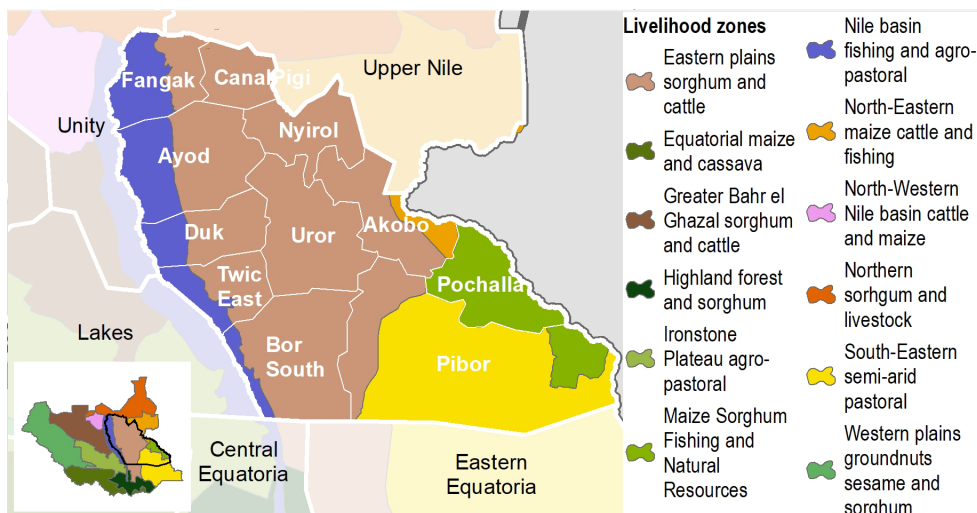 Fangak
Canal Pigi
Upper Nile
Unity
Nyirol
Ayod
Duk
Uror
Akobo
Twic
East
Pochalla
Lakes
Bor
South
Pibor
Central
Equatoria
Eastern
Equatoria
Livelihood zones
Eastern plains
sorghum and
cattle
Equatorial maize
and cassava
Greater Bahr el
Ghazal sorghum
and cattle
Highland forest
and sorghum
Ironstone
Plateau agro-
pastoral
Maize Sorghum
Fishing and
Natural
Resources
Nile basin
fishing and agro-
pastoral
North-Eastern
maize cattle and
fishing
North-Western
Nile basin cattle
and maize
Northern
sorhgum and
livestock
South-Eastern
semi-arid
pastoral
Western plains
groundnuts
sesame and
sorghum